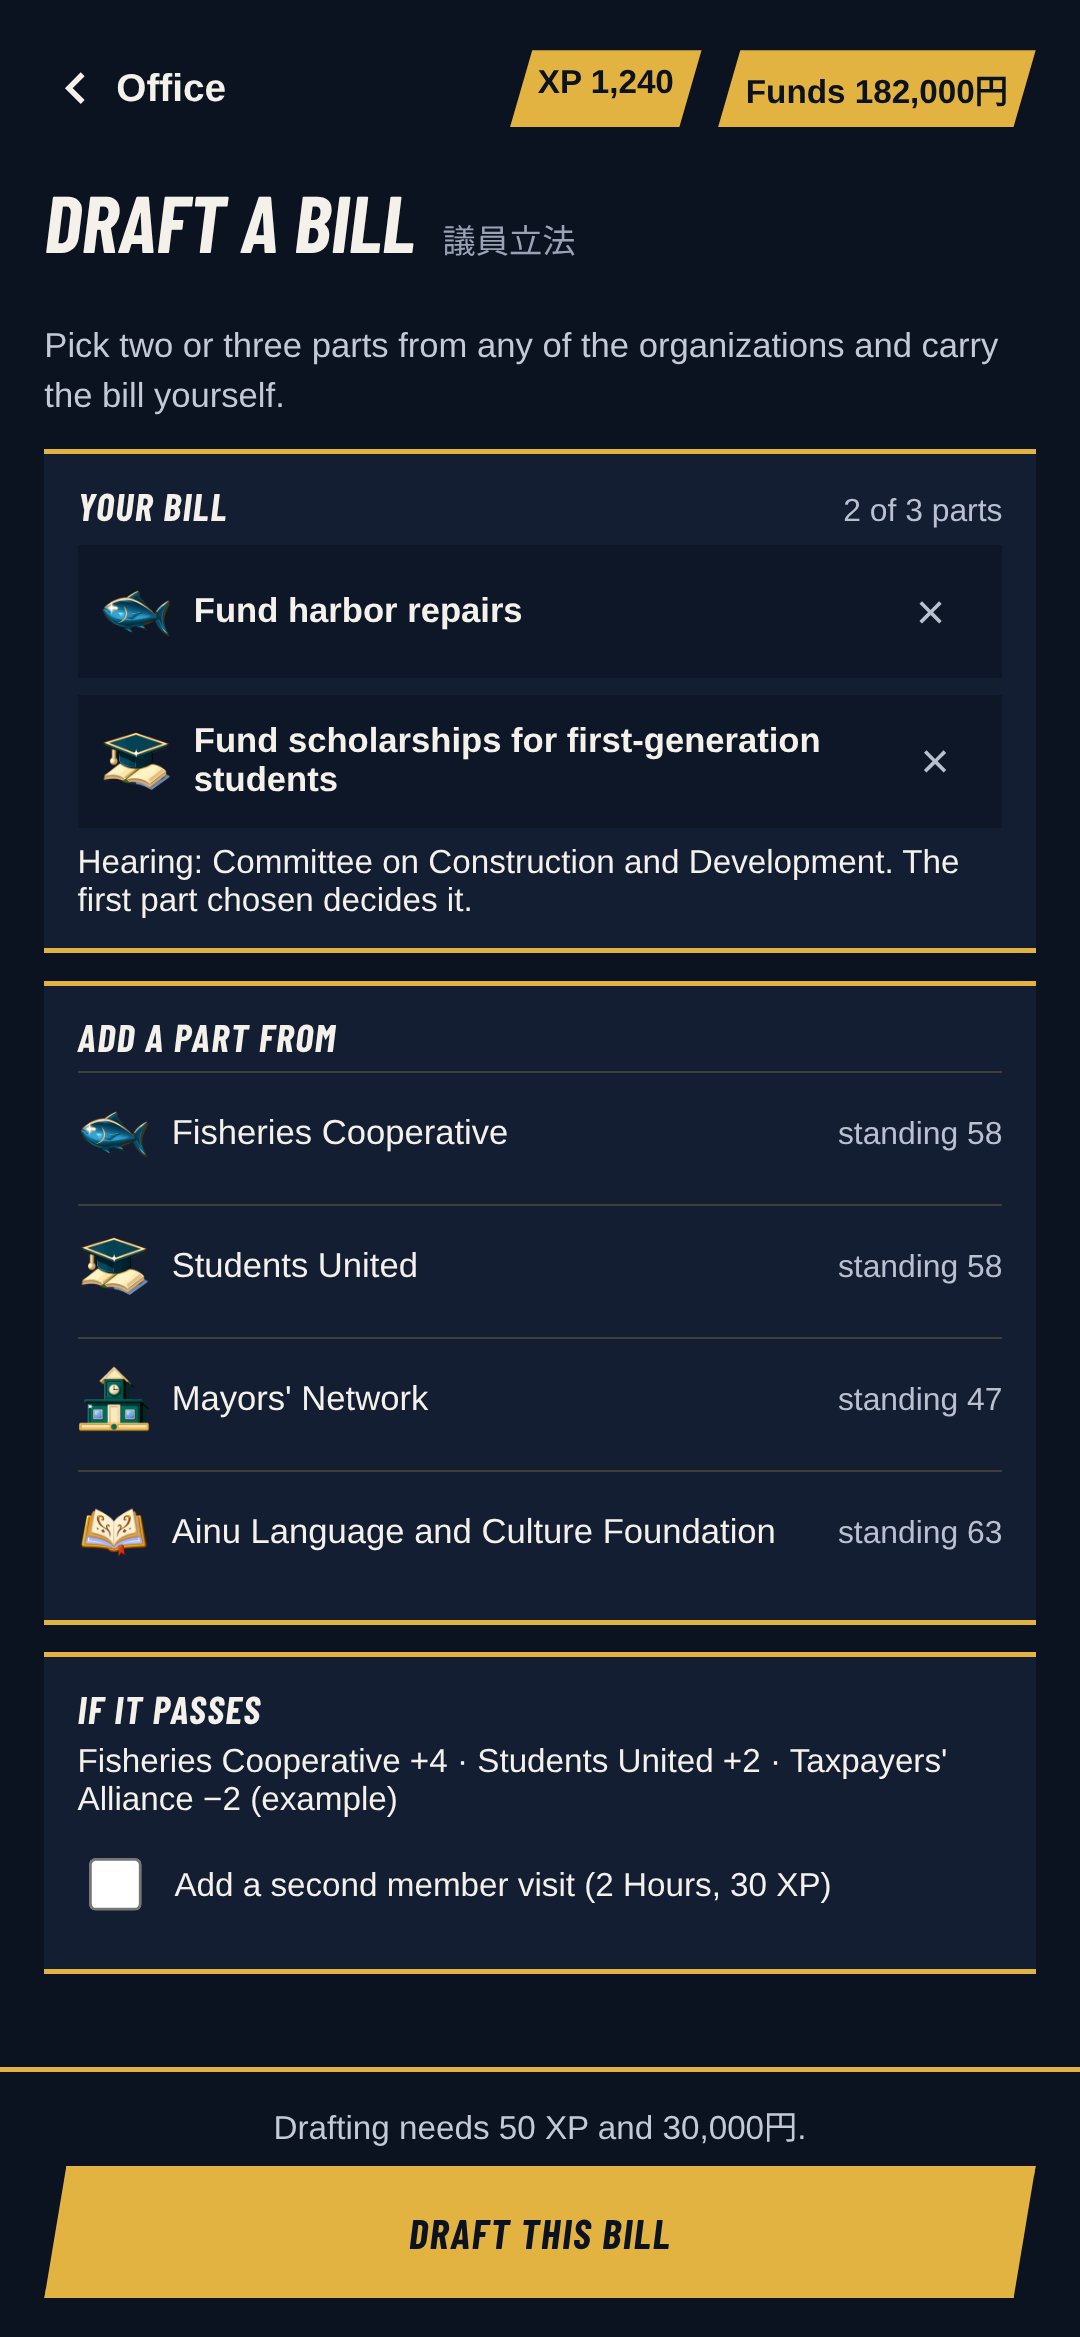 Office
XP 1,240
Funds 182,000円
DRAFT A BILL 議員立法
Pick two or three parts from any of the organizations and carry
the bill yourself.
YOUR BILL
2 of 3 parts
Fund harbor repairs ×
Fund scholarships for first-generation
students ×
Hearing: Committee on Construction and Development. The
first part chosen decides it.
ADD A PART FROM
Fisheries Cooperative standing 58
Students United standing 58
Mayors' Network standing 47
Ainu Language and Culture Foundation standing 63
IF IT PASSES
Fisheries Cooperative +4 · Students United +2 · Taxpayers'
Alliance −2 (example)
Add a second member visit (2 Hours, 30 XP)
Drafting needs 50 XP and 30,000円.
DRAFT THIS BILL